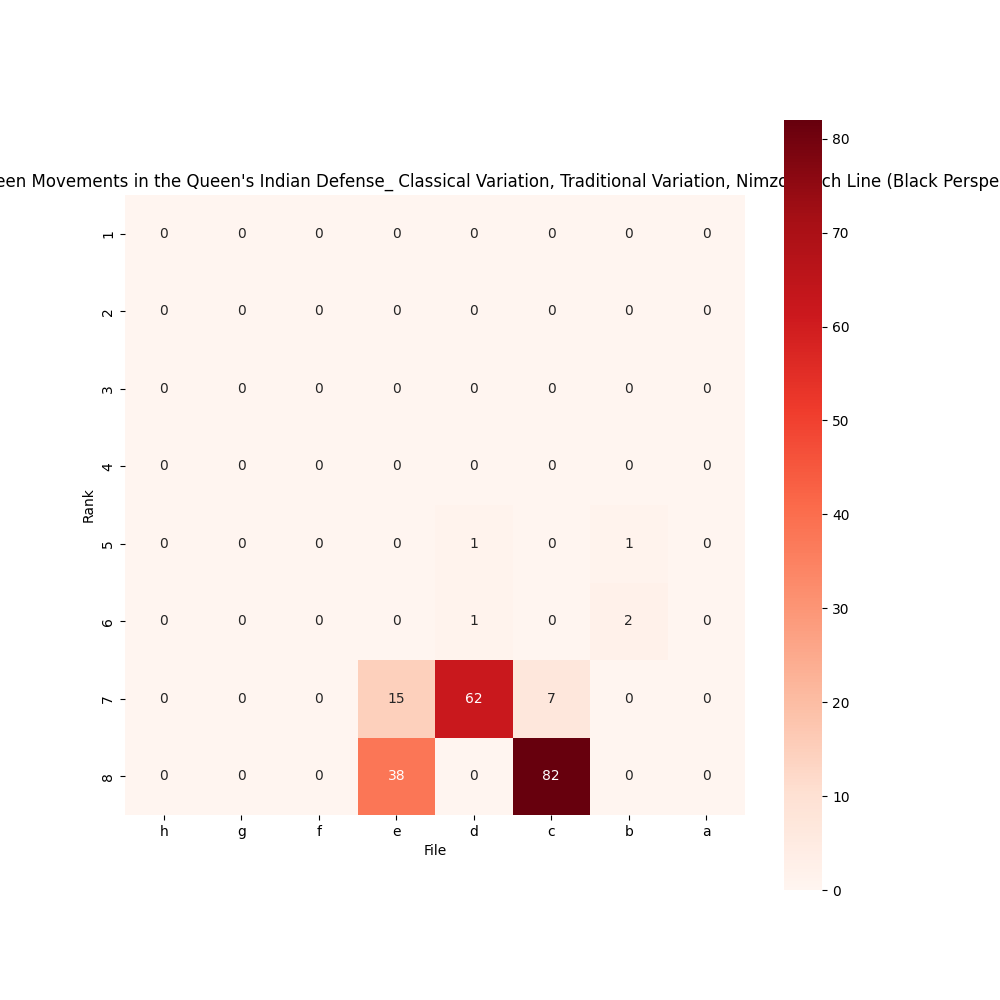 een Movements in the Queen's Indian Defense_ Classical Variation, Traditional Variation, Nimzo ch Line (Black Perspe
Rank
1 0 0 0 0 0 0 0 0
2 0 0 0 0 0 0 0 0
3 0 0 0 0 0 0 0 0
4 0 0 0 0 0 0 0 0
5 0 0 0 0 1 0 1 0
6 0 0 0 0 1 0 2 0
7 0 0 0 15 62 7 0 0
8 0 0 0 38 0 82 0 0
h g f e d c b a
File
80
70
60
50
40
30
20
10
0